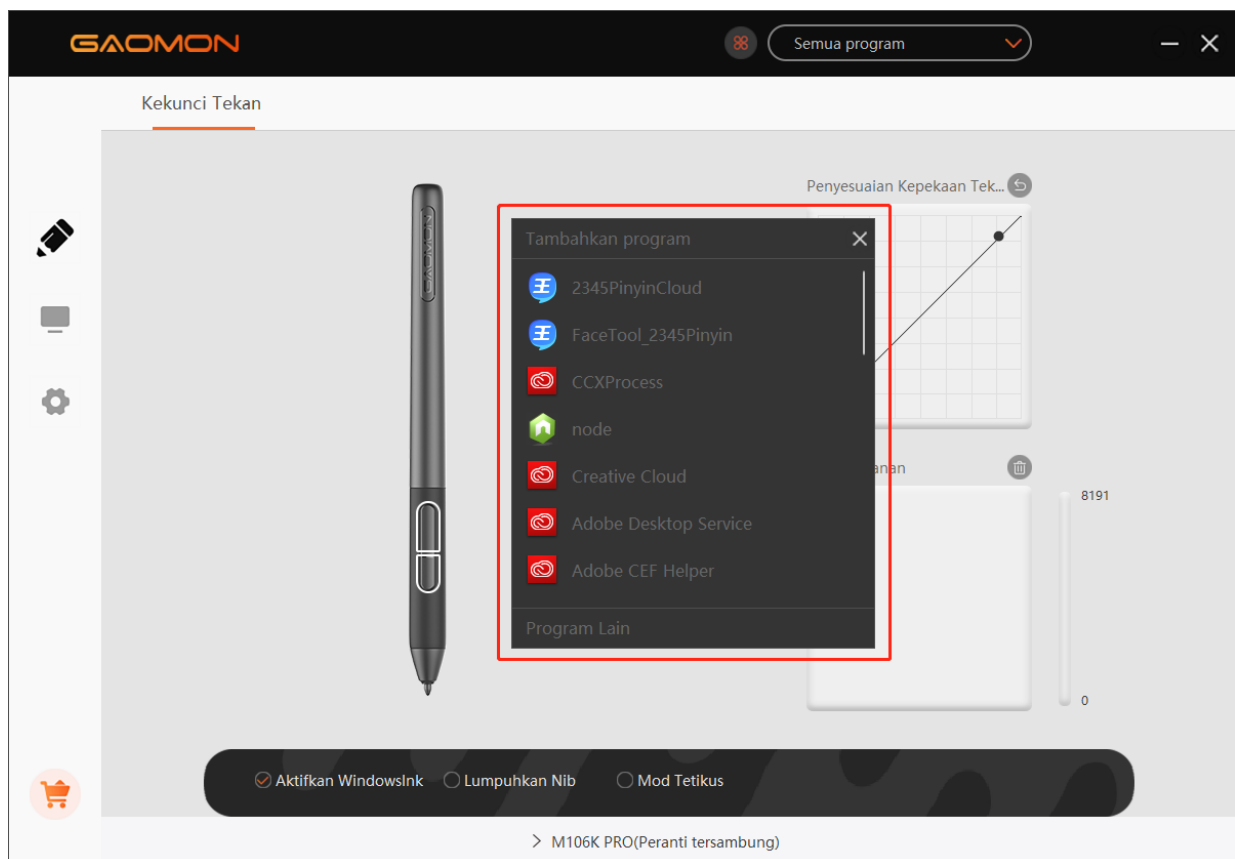 GAOMON
Semua program
Kekunci Tekan
GAOMON
Penyesuaian Kepekaan Tek...
Tambahkan program
2345PinyinCloud
FaceTool_2345Pinyin
CCXProcess
node
Creative Cloud
Adobe Desktop Service
Adobe CEF Helper
Program Lain
8191
0
Aktifkan WindowsInk
Lumpuhkan Nib
Mod Tetikus
M106K PRO(Peranti tersambung)